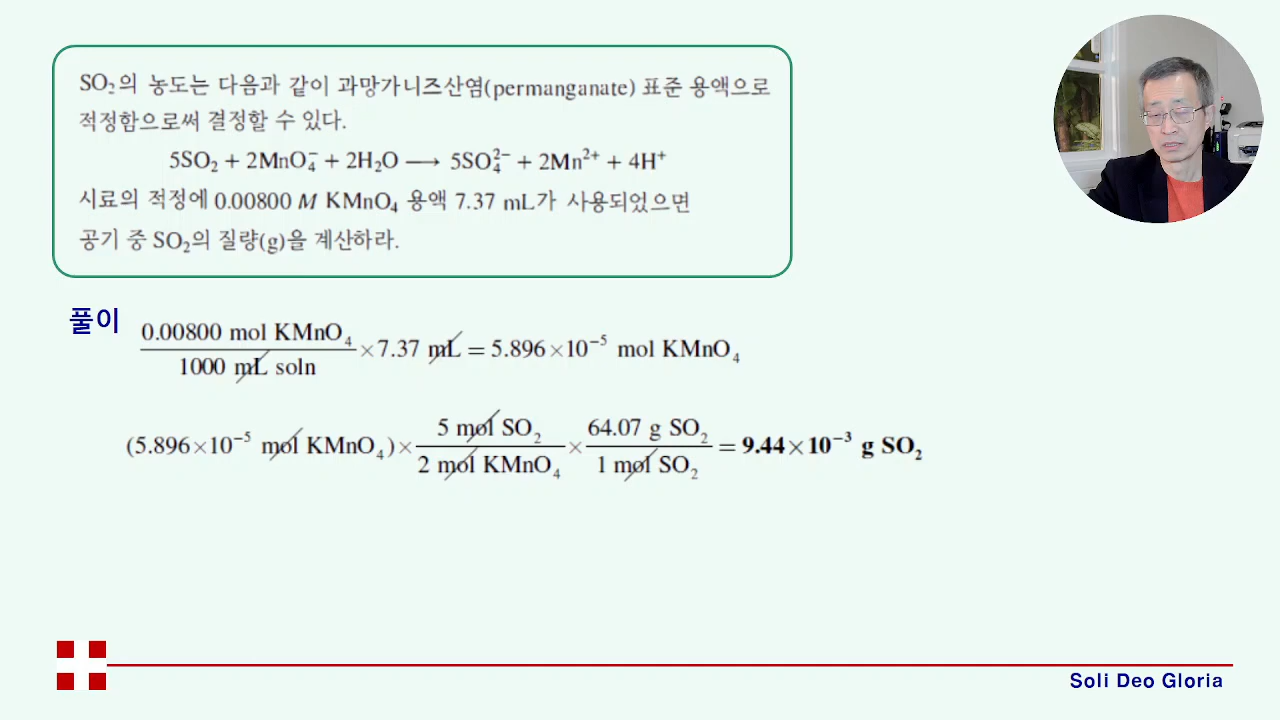 SO₂의 농도는 다음과 같이 과망가니즈산염(permanganate) 표준 용액으로
적정함으로써 결정할 수 있다.
5SO₂ + 2MnO₄⁻ + 2H₂O ⟶ 5SO₄²⁻ + 2Mn²⁺ + 4H⁺
시료의 적정에 0.00800 M KMnO₄ 용액 7.37 mL가 사용되었으면
공기 중 SO₂의 질량(g)을 계산하라.
풀이
0.00800 mol KMnO₄
1000 mL soln
×7.37 mL = 5.896×10⁻⁵ mol KMnO₄
(5.896×10⁻⁵ mol KMnO₄)× 5 mol SO₂ / 2 mol KMnO₄ × 64.07 g SO₂ / 1 mol SO₂ = 9.44×10⁻³ g SO₂
Soli Deo Gloria